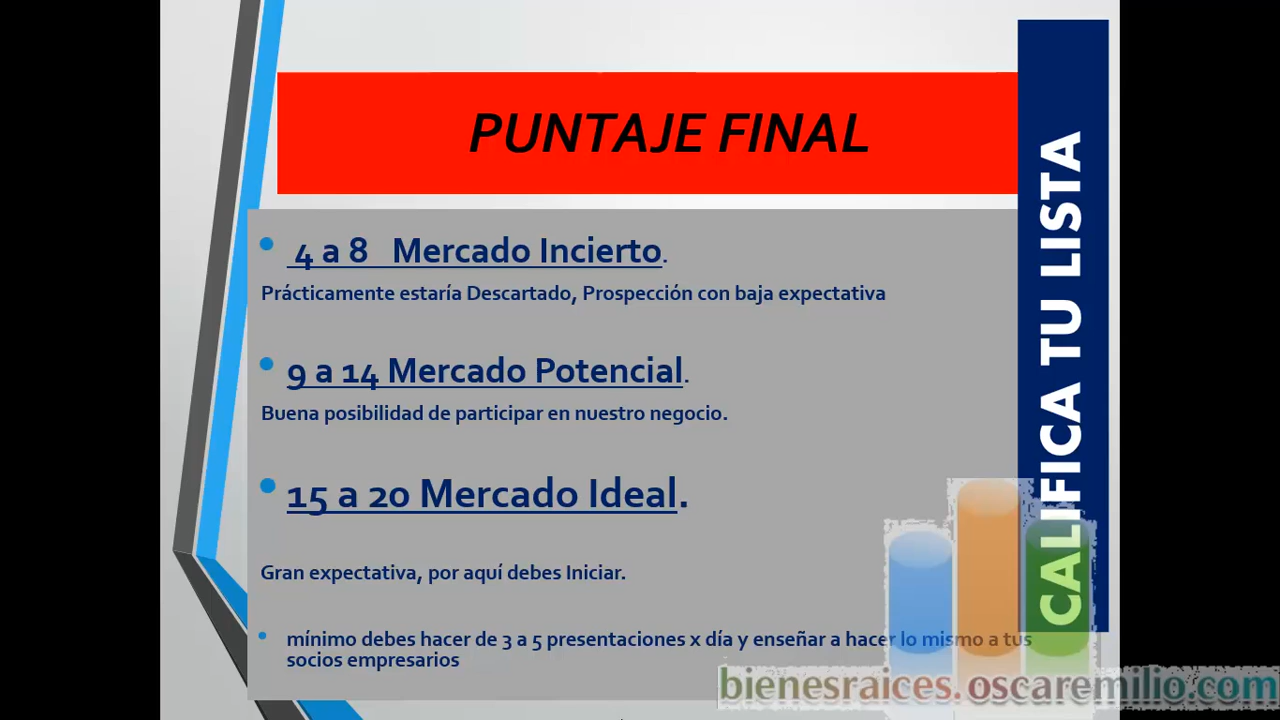 PUNTAJE FINAL
4 a 8 Mercado Incierto.
Prácticamente estaría Descartado, Prospección con baja expectativa
9 a 14 Mercado Potencial.
Buena posibilidad de participar en nuestro negocio.
15 a 20 Mercado Ideal.
Gran expectativa, por aquí debes Iniciar.
mínimo debes hacer de 3 a 5 presentaciones x día y enseñar a hacer lo mismo a tus
socios empresarios
CALIFICA TU LISTA
bienesraices.oscaremilio.com